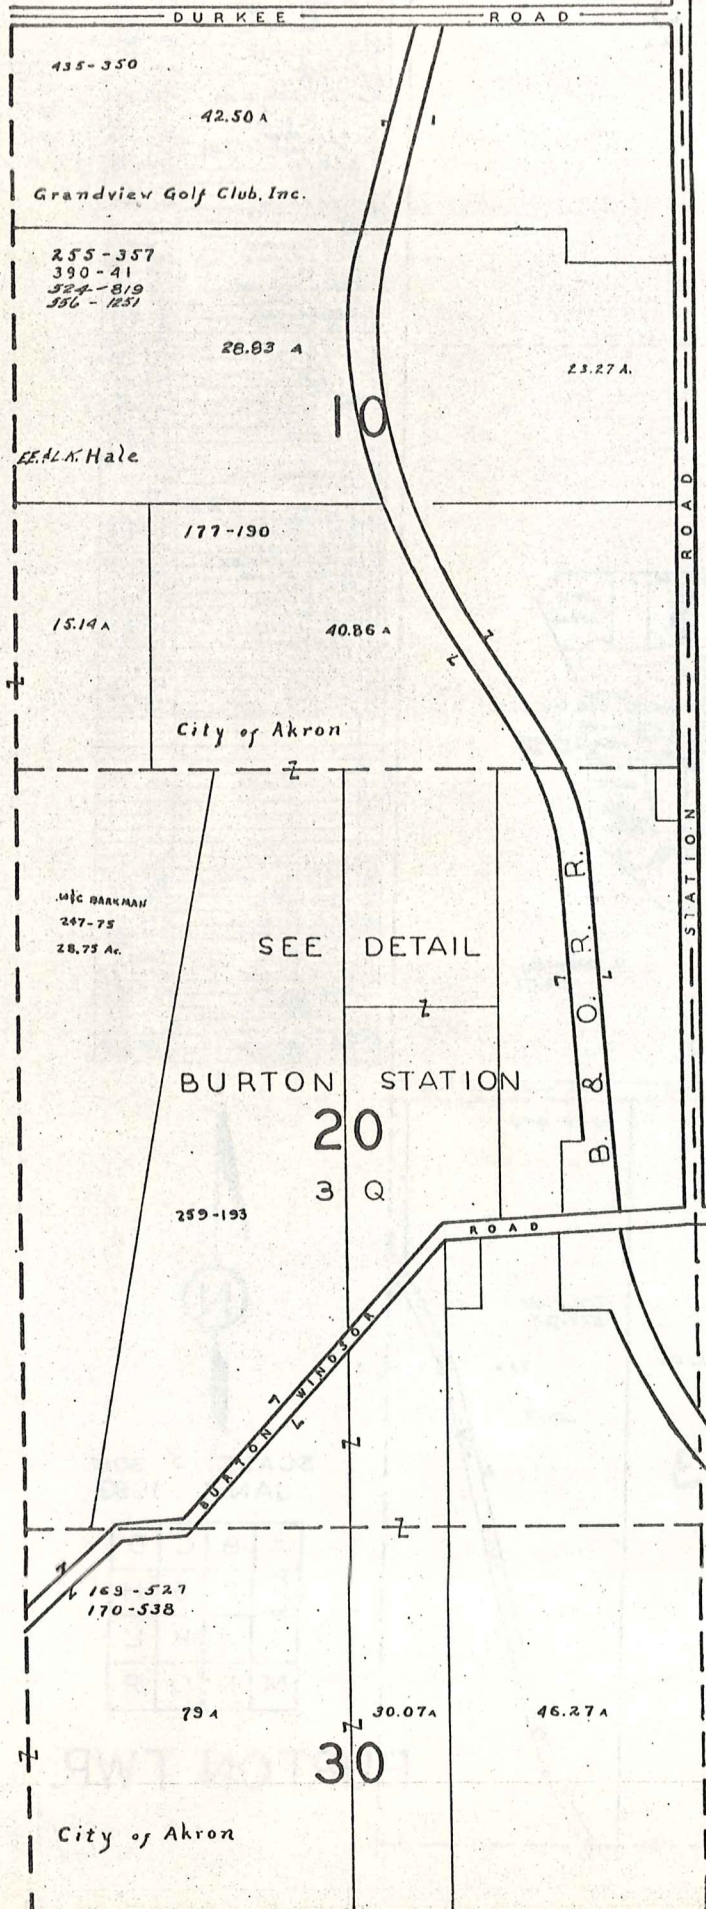 DURKEE ROAD
435-350
42.50 A
Grandview Golf Club, Inc.
255-357
390-41
524-819
556-1251
28.83 A
23.27 A.
10
E.E.&L.K. Hale
177-190
15.14 A
40.86 A
City of Akron
STATION ROAD
B. & O. R. R.
W&C BARKMAN
247-75
28.75 Ac.
SEE DETAIL
BURTON STATION
20
3 Q
259-193
BURTON WINDSOR ROAD
169-527
170-538
79 A
30.07 A
46.27 A
30
City of Akron